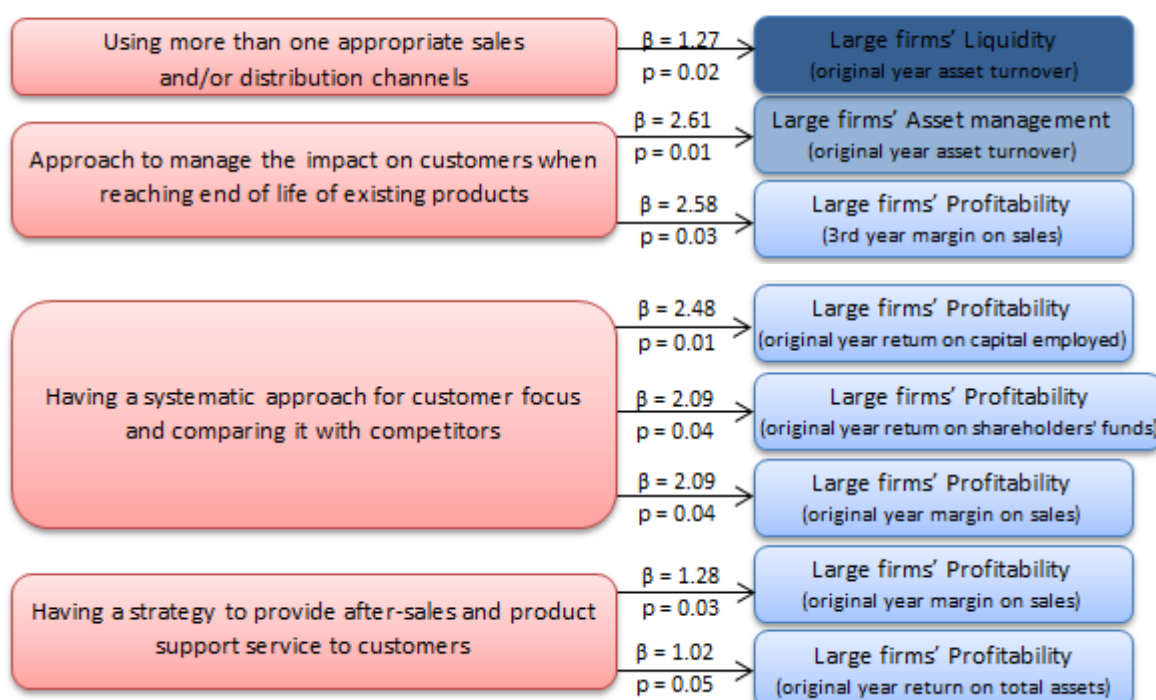 Using more than one appropriate sales
and/or distribution channels
β = 1.27
p = 0.02
Large firms' Liquidity
(original year asset turnover)
Approach to manage the impact on customers when
reaching end of life of existing products
β = 2.61
p = 0.01
Large firms' Asset management
(original year asset turnover)
β = 2.58
p = 0.03
Large firms' Profitability
(3rd year margin on sales)
Having a systematic approach for customer focus
and comparing it with competitors
β = 2.48
p = 0.01
Large firms' Profitability
(original year return on capital employed)
β = 2.09
p = 0.04
Large firms' Profitability
(original year return on shareholders' funds)
β = 2.09
p = 0.04
Large firms' Profitability
(original year margin on sales)
Having a strategy to provide after-sales and product
support service to customers
β = 1.28
p = 0.03
Large firms' Profitability
(original year margin on sales)
β = 1.02
p = 0.05
Large firms' Profitability
(original year return on total assets)